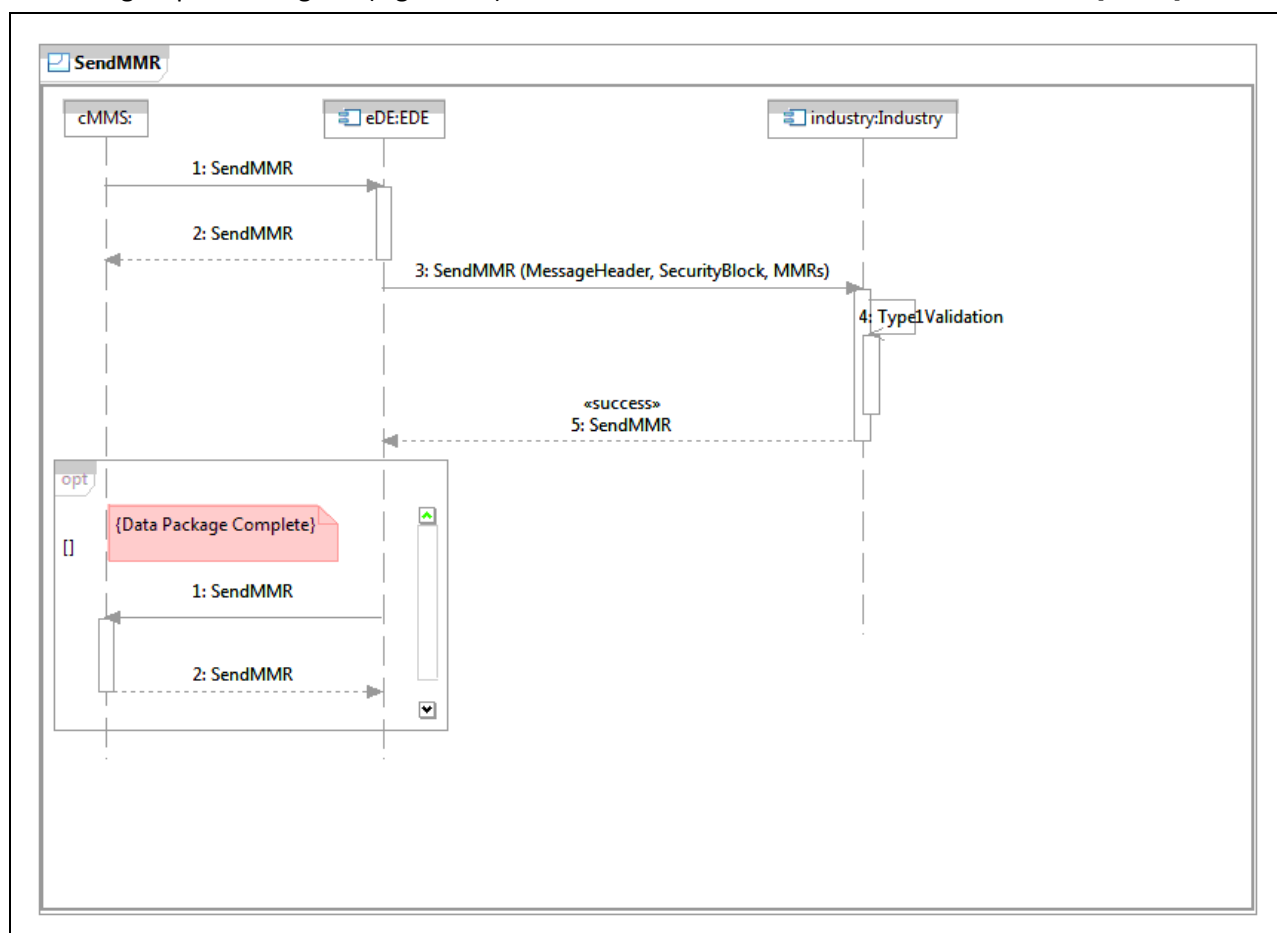 SendMMR
cMMS:
eDE:EDE
industry:Industry
1: SendMMR
2: SendMMR
3: SendMMR (MessageHeader, SecurityBlock, MMRs)
4: Type1Validation
«success»
5: SendMMR
opt
{Data Package Complete}
[]
1: SendMMR
2: SendMMR